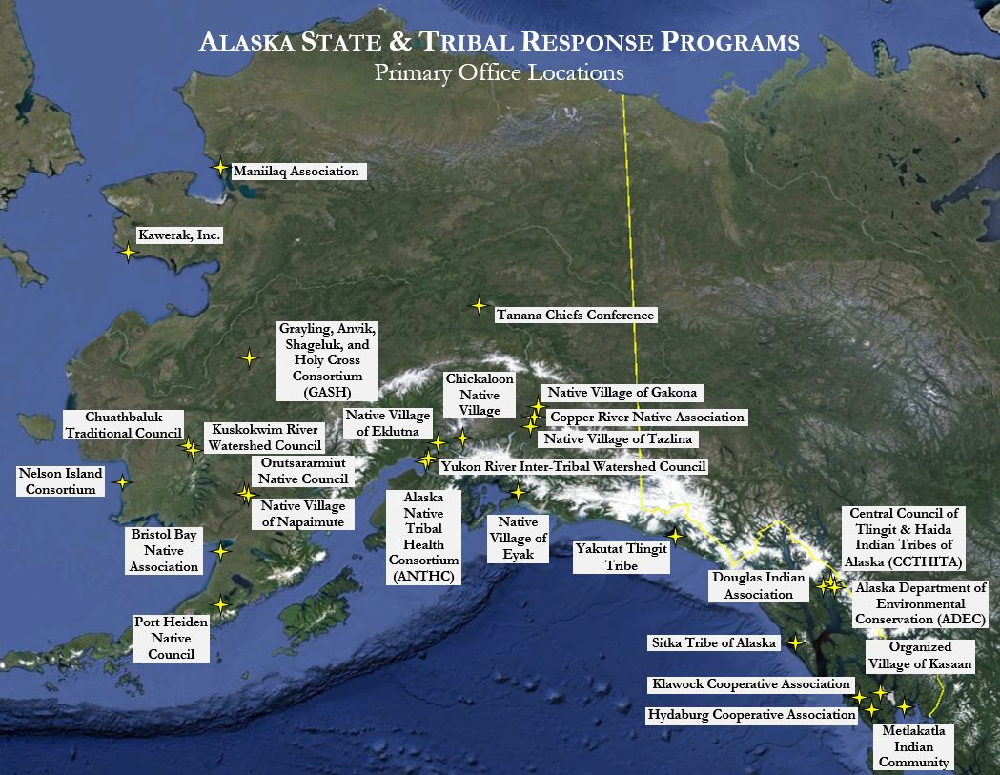 ALASKA STATE & TRIBAL RESPONSE PROGRAMS
Primary Office Locations
Maniilaq Association
Kawerak, Inc.
Tanana Chiefs Conference
Grayling, Anvik,
Shageluk, and
Holy Cross
Consortium
(GASH)
Chickaloon
Native
Village
Native Village of Gakona
Copper River Native Association
Native Village of Tazlina
Chuathbaluk
Traditional Council
Kuskokwim River
Watershed Council
Native Village
of Eklutna
Yukon River Inter-Tribal Watershed Council
Nelson Island
Consortium
Orutsararmiut
Native Council
Native Village
of Napaimute
Alaska
Native
Tribal
Health
Consortium
(ANTHC)
Native
Village of
Eyak
Bristol Bay
Native
Association
Yakutat Tlingit
Tribe
Central Council of
Tlingit & Haida
Indian Tribes of
Alaska (CCTHITA)
Douglas Indian
Association
Alaska Department of
Environmental
Conservation (ADEC)
Port Heiden
Native
Council
Sitka Tribe of Alaska
Organized
Village of Kasaan
Klawock Cooperative Association
Hydaburg Cooperative Association
Metlakatla
Indian
Community